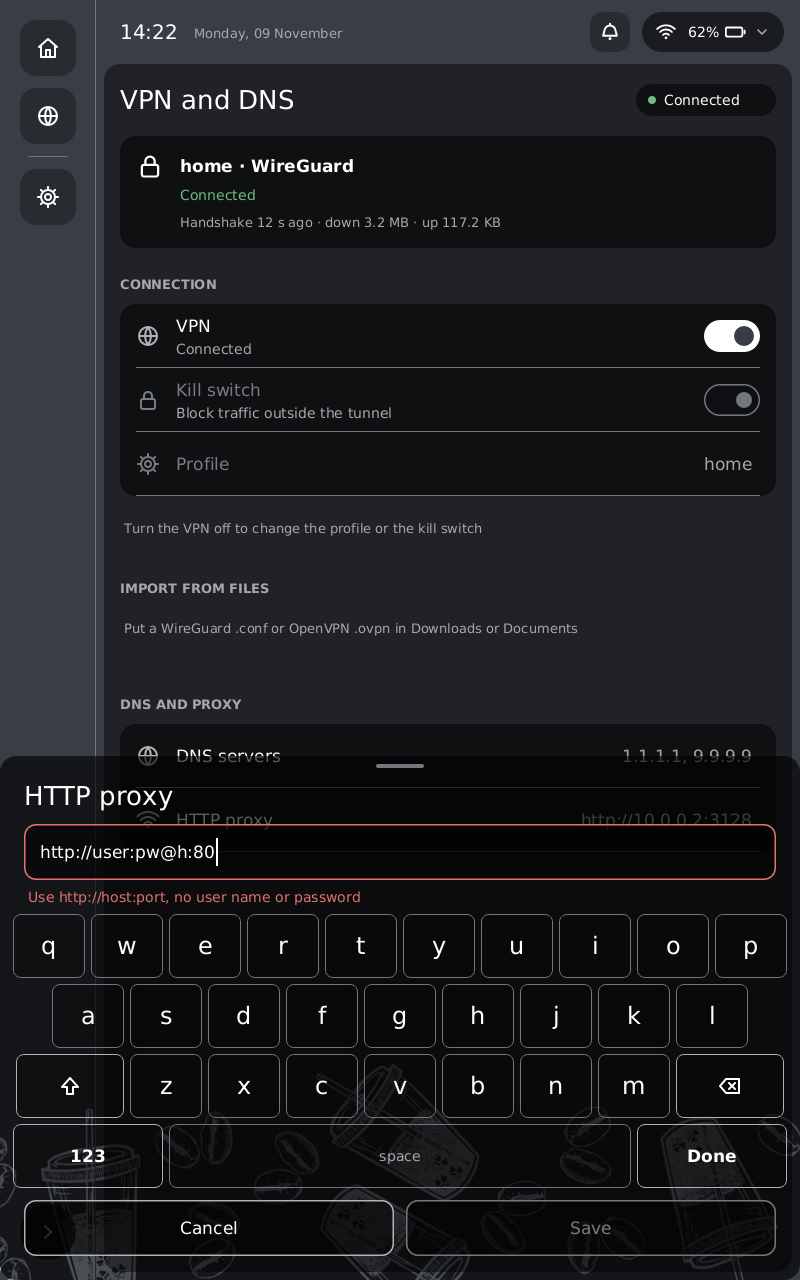 14:22 Monday, 09 November 62%
VPN and DNS
Connected
home · WireGuard
Connected
Handshake 12 s ago · down 3.2 MB · up 117.2 KB
CONNECTION
VPN
Connected
Kill switch
Block traffic outside the tunnel
Profile home
Turn the VPN off to change the profile or the kill switch
IMPORT FROM FILES
Put a WireGuard .conf or OpenVPN .ovpn in Downloads or Documents
DNS AND PROXY
DNS servers 1.1.1.1, 9.9.9.9
HTTP proxy
HTTP proxy http://10.0.0.2:3128
http://user:pw@h:80
Use http://host:port, no user name or password
q w e r t y u i o p
a s d f g h j k l
z x c v b n m
123 space Done
Cancel Save